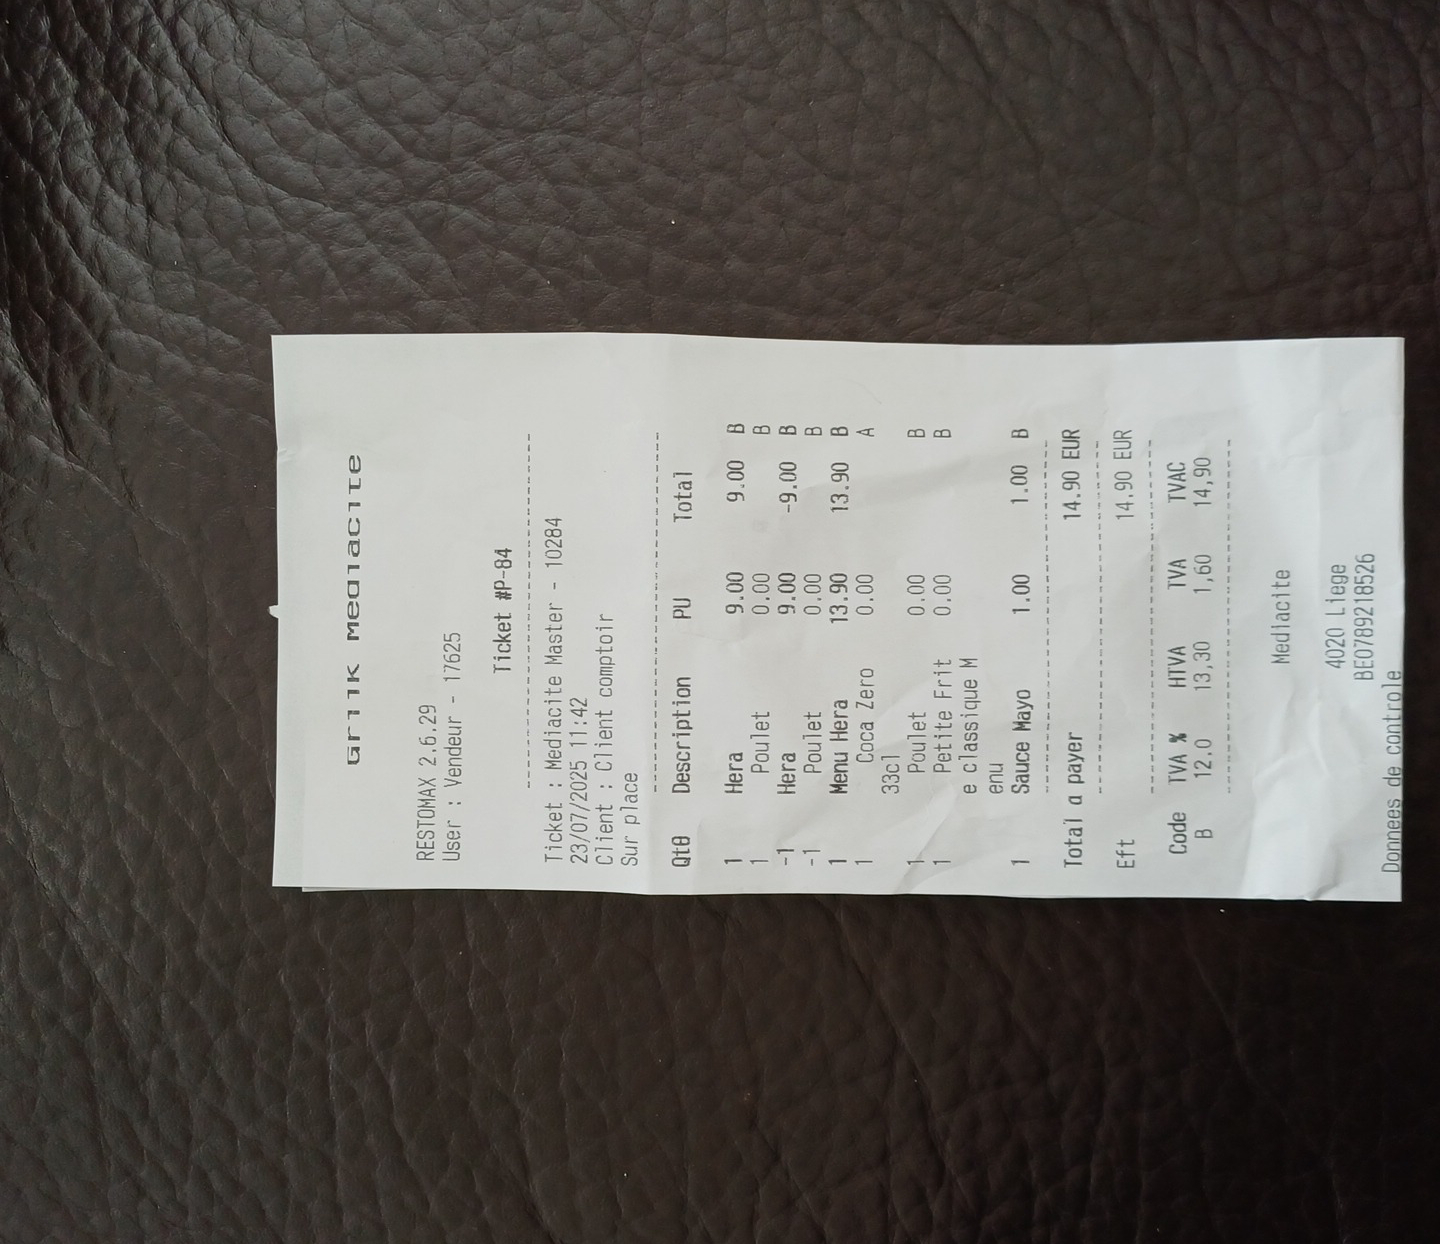 Griik Mediacite
RESTOMAX 2.6.29
User : Vendeur - 17625
Ticket #P-84
Ticket : Mediacite Master - 10284
23/07/2025 11:42
Client : Client comptoir
Sur place
Qt0 Description PU Total
1 Hera 9.00 9.00 B
1 Poulet 0.00 B
-1 Hera 9.00 -9.00 B
-1 Poulet 0.00 B
1 Menu Hera 13.90 13.90 B
1 Coca Zero 0.00 A
33cl
1 Poulet 0.00 B
1 Petite Frit 0.00 B
e classique M
enu
1 Sauce Mayo 1.00 1.00 B
Total a payer 14.90 EUR
Eft 14.90 EUR
Code TVA % HTVA TVA TVAC
B 12.0 13,30 1,60 14,90
Mediacite
4020 Liege
BE0789218526
Donnees de controle